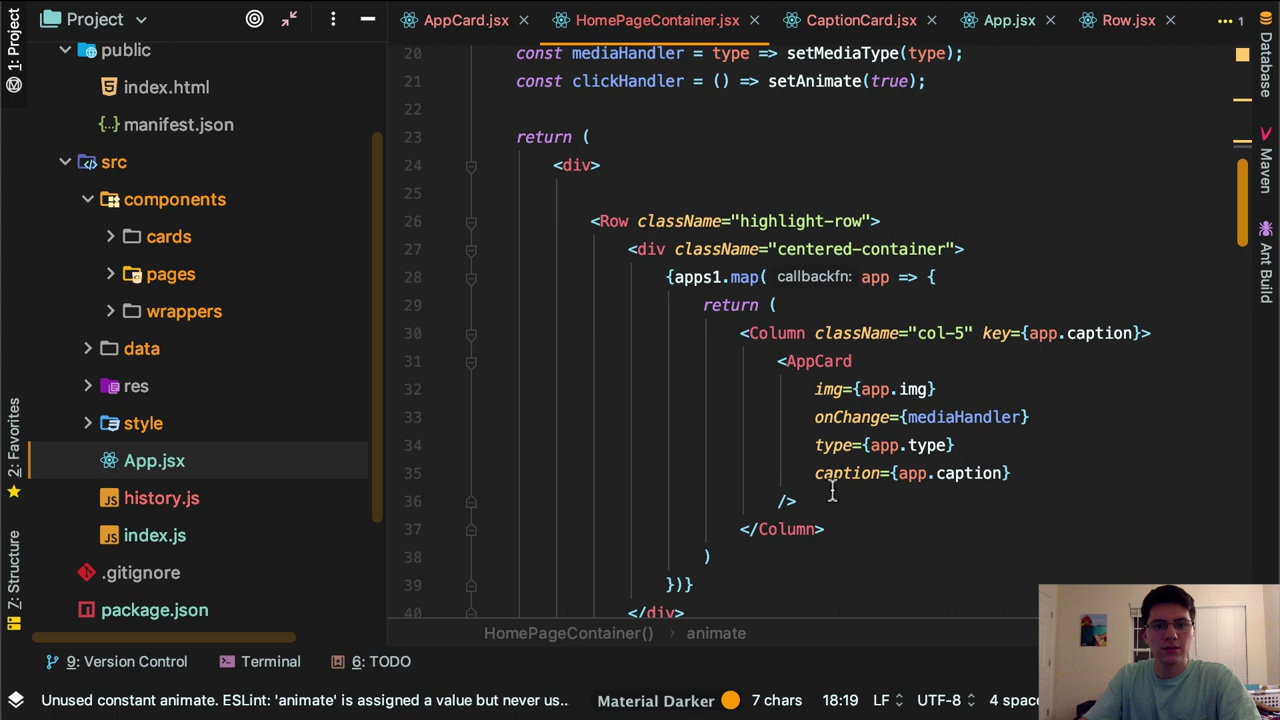 1: Project
2: Favorites
7: Structure
Project
public
index.html
manifest.json
src
components
cards
pages
wrappers
data
res
style
App.jsx
history.js
index.js
.gitignore
package.json
AppCard.jsx
HomePageContainer.jsx
CaptionCard.jsx
App.jsx
Row.jsx
1
20 const mediaHandler = type => setMediaType(type);
21 const clickHandler = () => setAnimate(true);
22
23 return (
24 <div>
25
26 <Row className="highlight-row">
27 <div className="centered-container">
28 {apps1.map( callbackfn: app => {
29 return (
30 <Column className="col-5" key={app.caption}>
31 <AppCard
32 img={app.img}
33 onChange={mediaHandler}
34 type={app.type}
35 caption={app.caption}
36 />
37 </Column>
38 )
39 })}
40 </div>
HomePageContainer() animate
Database
Maven
Ant Build
9: Version Control
Terminal
6: TODO
Unused constant animate. ESLint: 'animate' is assigned a value but never us..
Material Darker
7 chars
18:19
LF
UTF-8
4 space